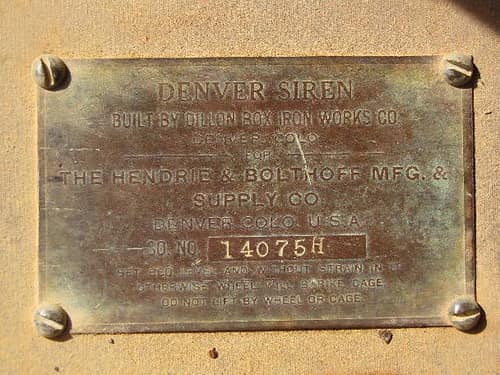 DENVER SIREN
BUILT BY DILLON BOX IRON WORKS CO.
DENVER, COLO.
FOR
THE HENDRIE & BOLTHOFF MFG. &
SUPPLY CO.
DENVER COLO. U.S.A.
SO. NO. 14075H
SET BED LEVEL AND WITHOUT STRAIN IN IT
OTHERWISE WHEEL WILL STRIKE CAGE
DO NOT LIFT BY WHEEL OR CAGE